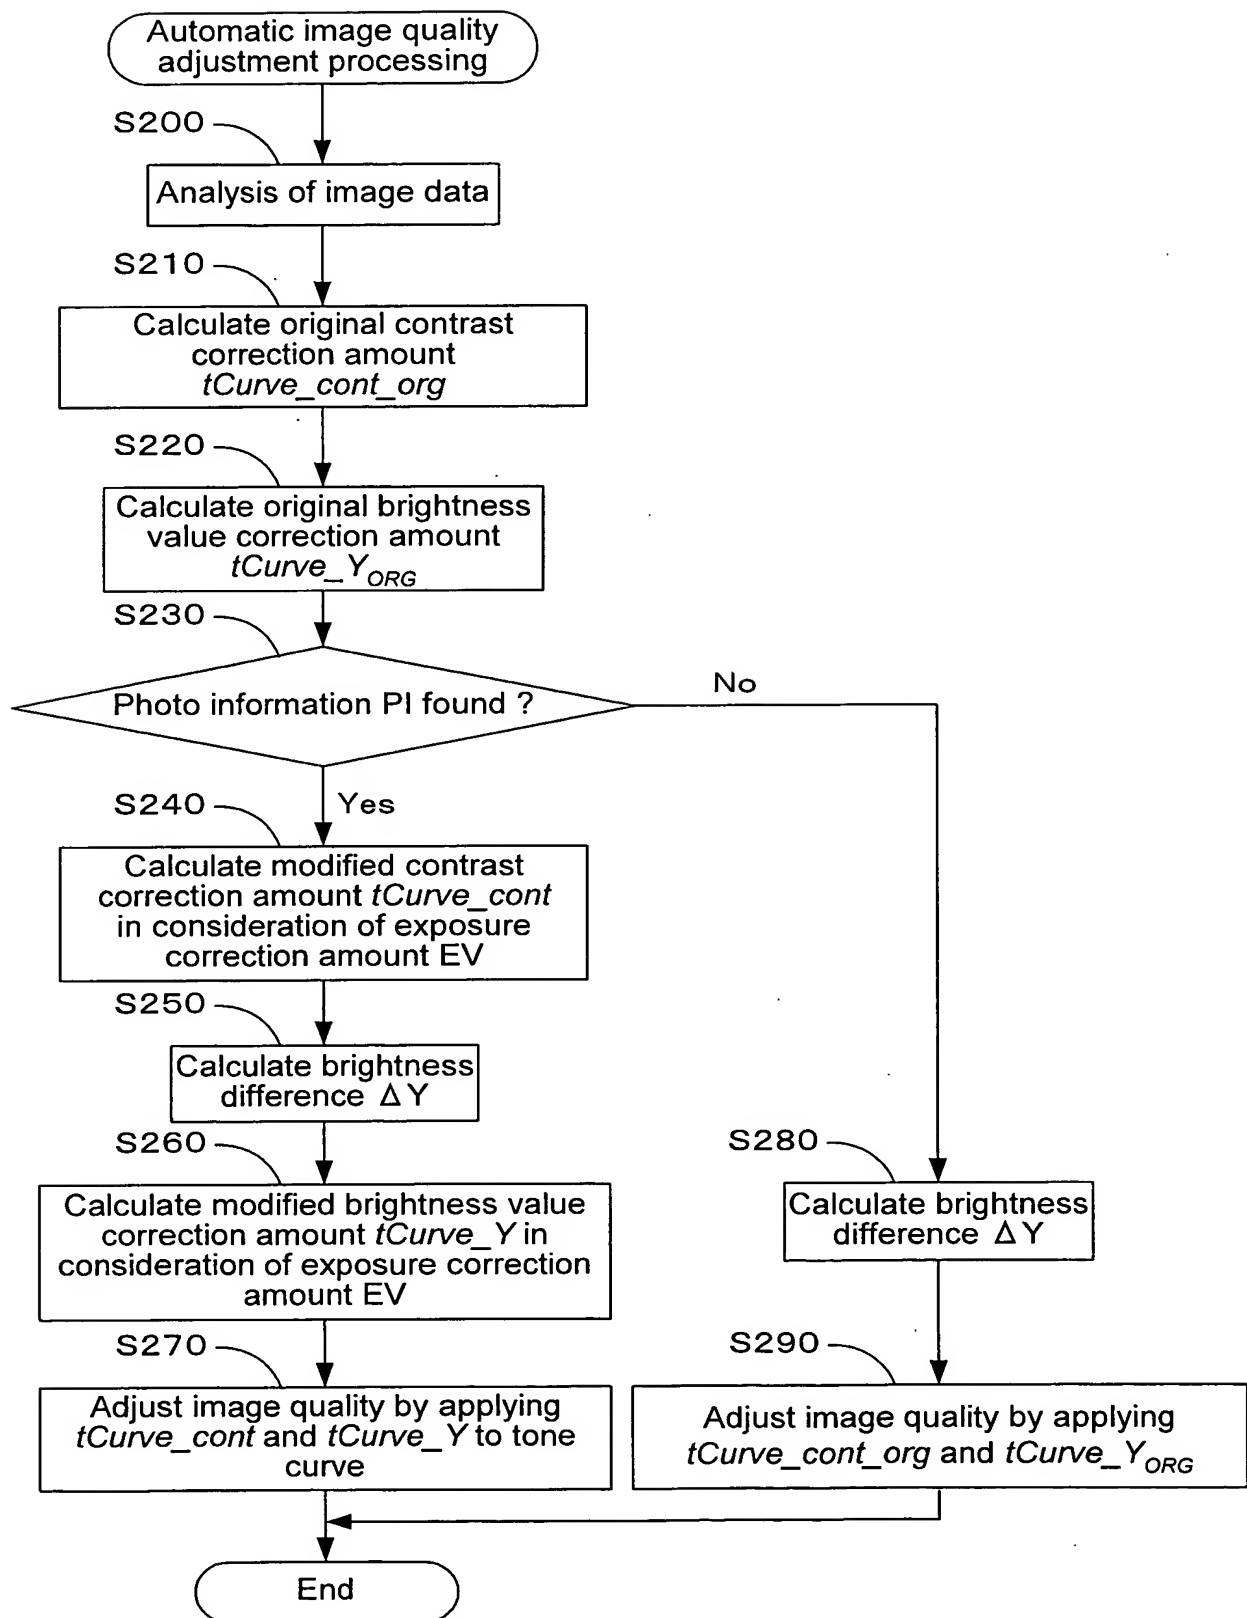 Automatic image quality
adjustment processing
S200
Analysis of image data
S210
Calculate original contrast
correction amount
tCurve_cont_org
S220
Calculate original brightness
value correction amount
tCurve_Y_ORG
S230
Photo information PI found ?
No
Yes
S240
Calculate modified contrast
correction amount tCurve_cont
in consideration of exposure
correction amount EV
S250
Calculate brightness
difference Δ Y
S260
Calculate modified brightness value
correction amount tCurve_Y in
consideration of exposure correction
amount EV
S270
Adjust image quality by applying
tCurve_cont and tCurve_Y to tone
curve
S280
Calculate brightness
difference Δ Y
S290
Adjust image quality by applying
tCurve_cont_org and tCurve_Y_ORG
End